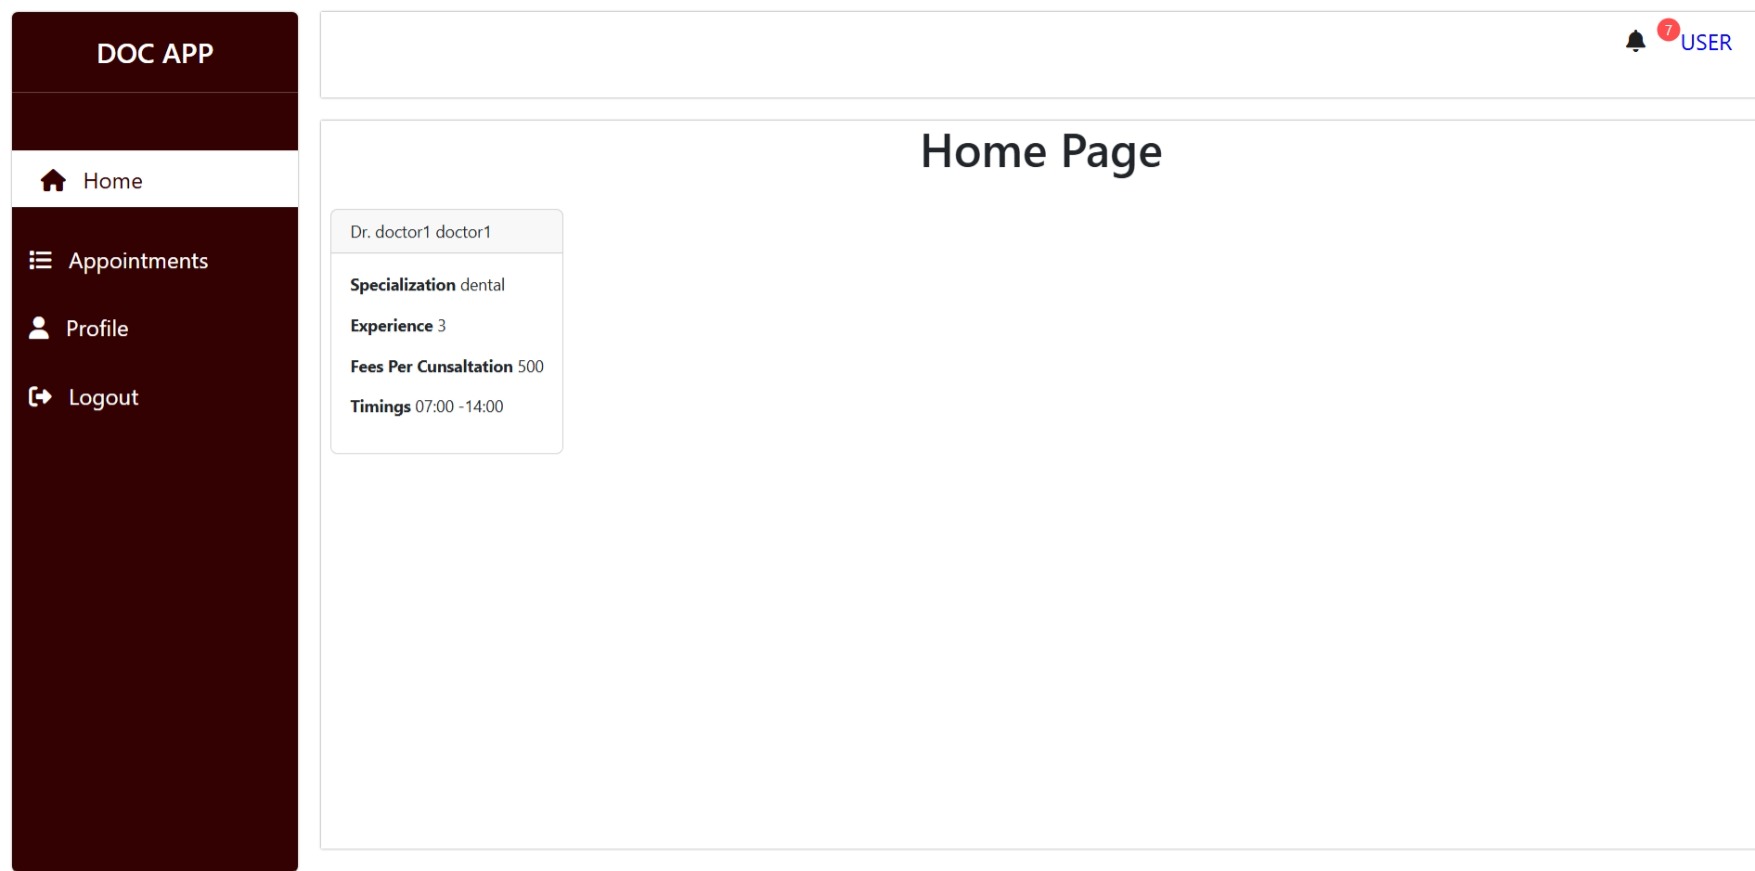 DOC APP
Home
Appointments
Profile
Logout
7
USER
Home Page
Dr. doctor1 doctor1
Specialization dental
Experience 3
Fees Per Cunsaltation 500
Timings 07:00 -14:00